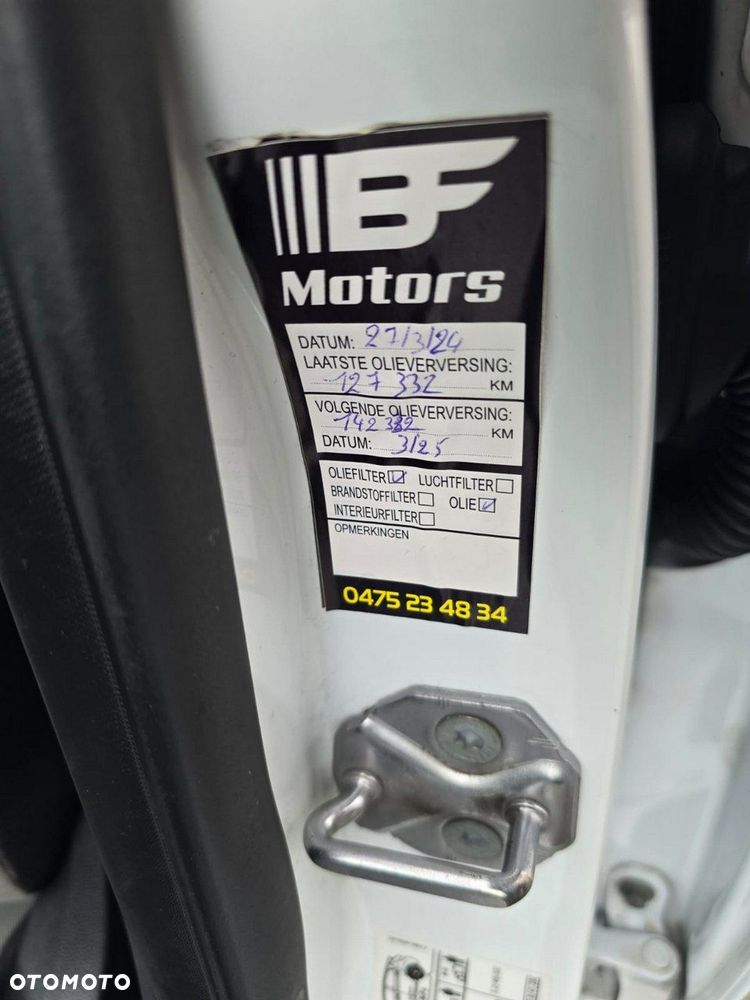 BF
Motors
DATUM: 27/3/24
LAATSTE OLIEVERVERSING:
127 332 KM
VOLGENDE OLIEVERVERSING:
142 332 KM
DATUM: 3/25
OLIEFILTER LUCHTFILTER
BRANDSTOFFILTER OLIE
INTERIEURFILTER
OPMERKINGEN
0475 23 48 34
OTOMOTO